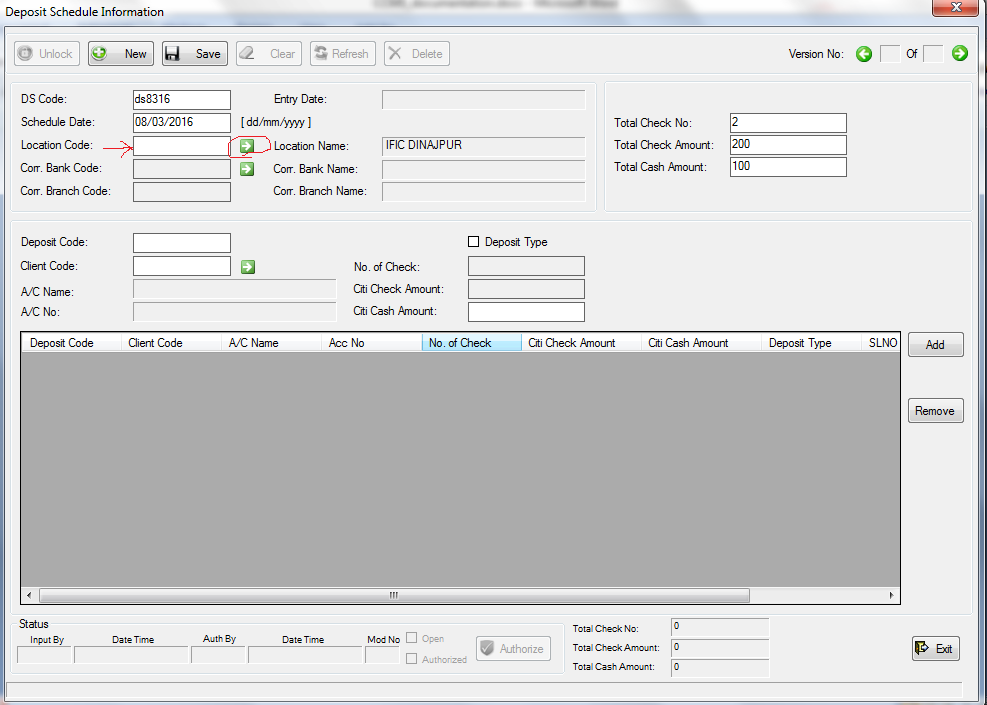 Deposit Schedule Information
Unlock New Save Clear Refresh Delete Version No: Of
DS Code: ds8316 Entry Date:
Schedule Date: 08/03/2016 [ dd/mm/yyyy ] Total Check No: 2
Location Code: Location Name: IFIC DINAJPUR Total Check Amount: 200
Corr. Bank Code: Corr. Bank Name: Total Cash Amount: 100
Corr. Branch Code: Corr. Branch Name:
Deposit Code: Deposit Type
Client Code: No. of Check:
A/C Name: Citi Check Amount:
A/C No: Citi Cash Amount:
Deposit Code Client Code A/C Name Acc No No. of Check Citi Check Amount Citi Cash Amount Deposit Type SLNO Add
Remove
Status
Input By Date Time Auth By Date Time Mod No Open Total Check No: 0
Authorized Authorize Total Check Amount: 0 Exit
Total Cash Amount: 0